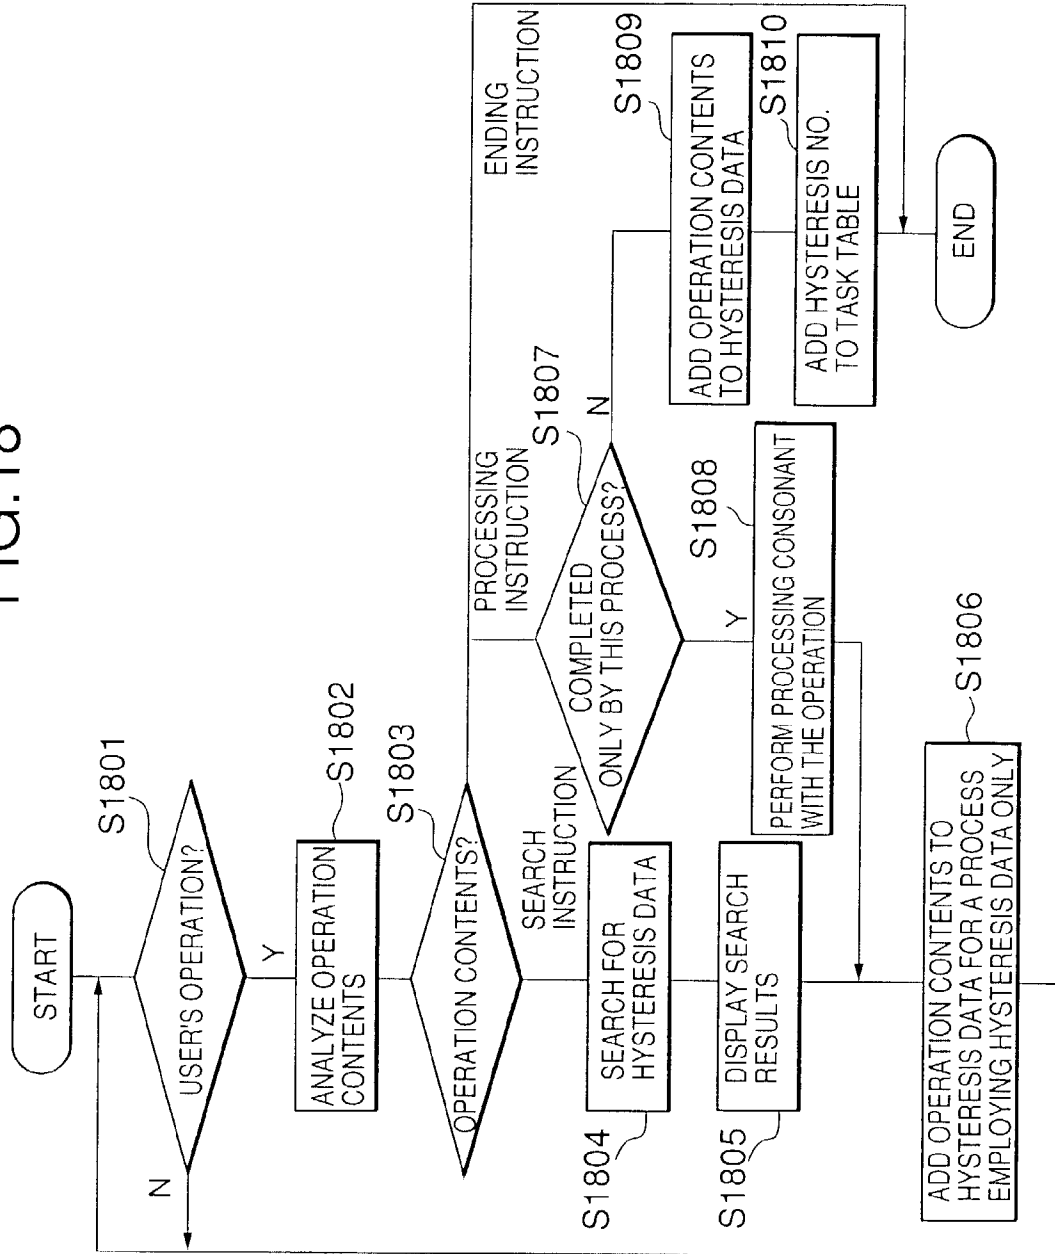 FIG.18
START
S1801
USER'S OPERATION?
N
Y
S1802
ANALYZE OPERATION
CONTENTS
S1803
OPERATION CONTENTS?
SEARCH
INSTRUCTION
PROCESSING
INSTRUCTION
ENDING
INSTRUCTION
S1804
SEARCH FOR
HYSTERESIS DATA
S1805
DISPLAY SEARCH
RESULTS
S1807
COMPLETED
ONLY BY THIS PROCESS?
N
Y
S1808
PERFORM PROCESSING CONSONANT
WITH THE OPERATION
S1809
ADD OPERATION CONTENTS
TO HYSTERESIS DATA
S1810
ADD HYSTERESIS NO.
TO TASK TABLE
END
S1806
ADD OPERATION CONTENTS TO
HYSTERESIS DATA FOR A PROCESS
EMPLOYING HYSTERESIS DATA ONLY